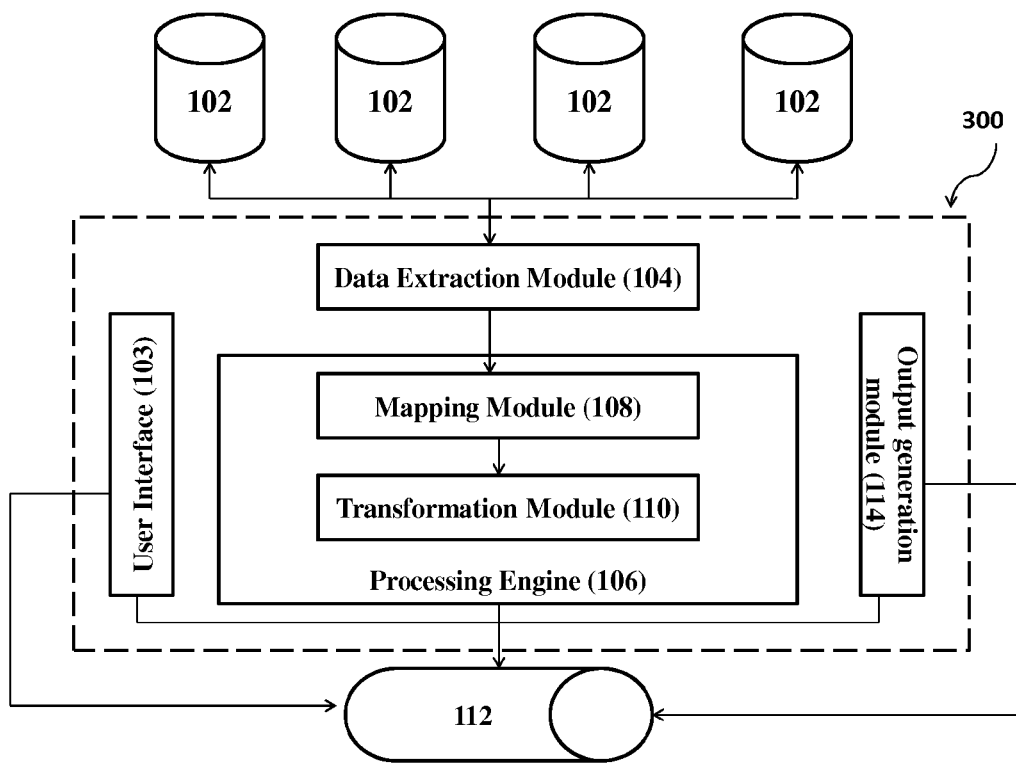 102
102
102
102
300
Data Extraction Module (104)
User Interface (103)
Mapping Module (108)
Transformation Module (110)
Processing Engine (106)
Output generation
module (114)
112